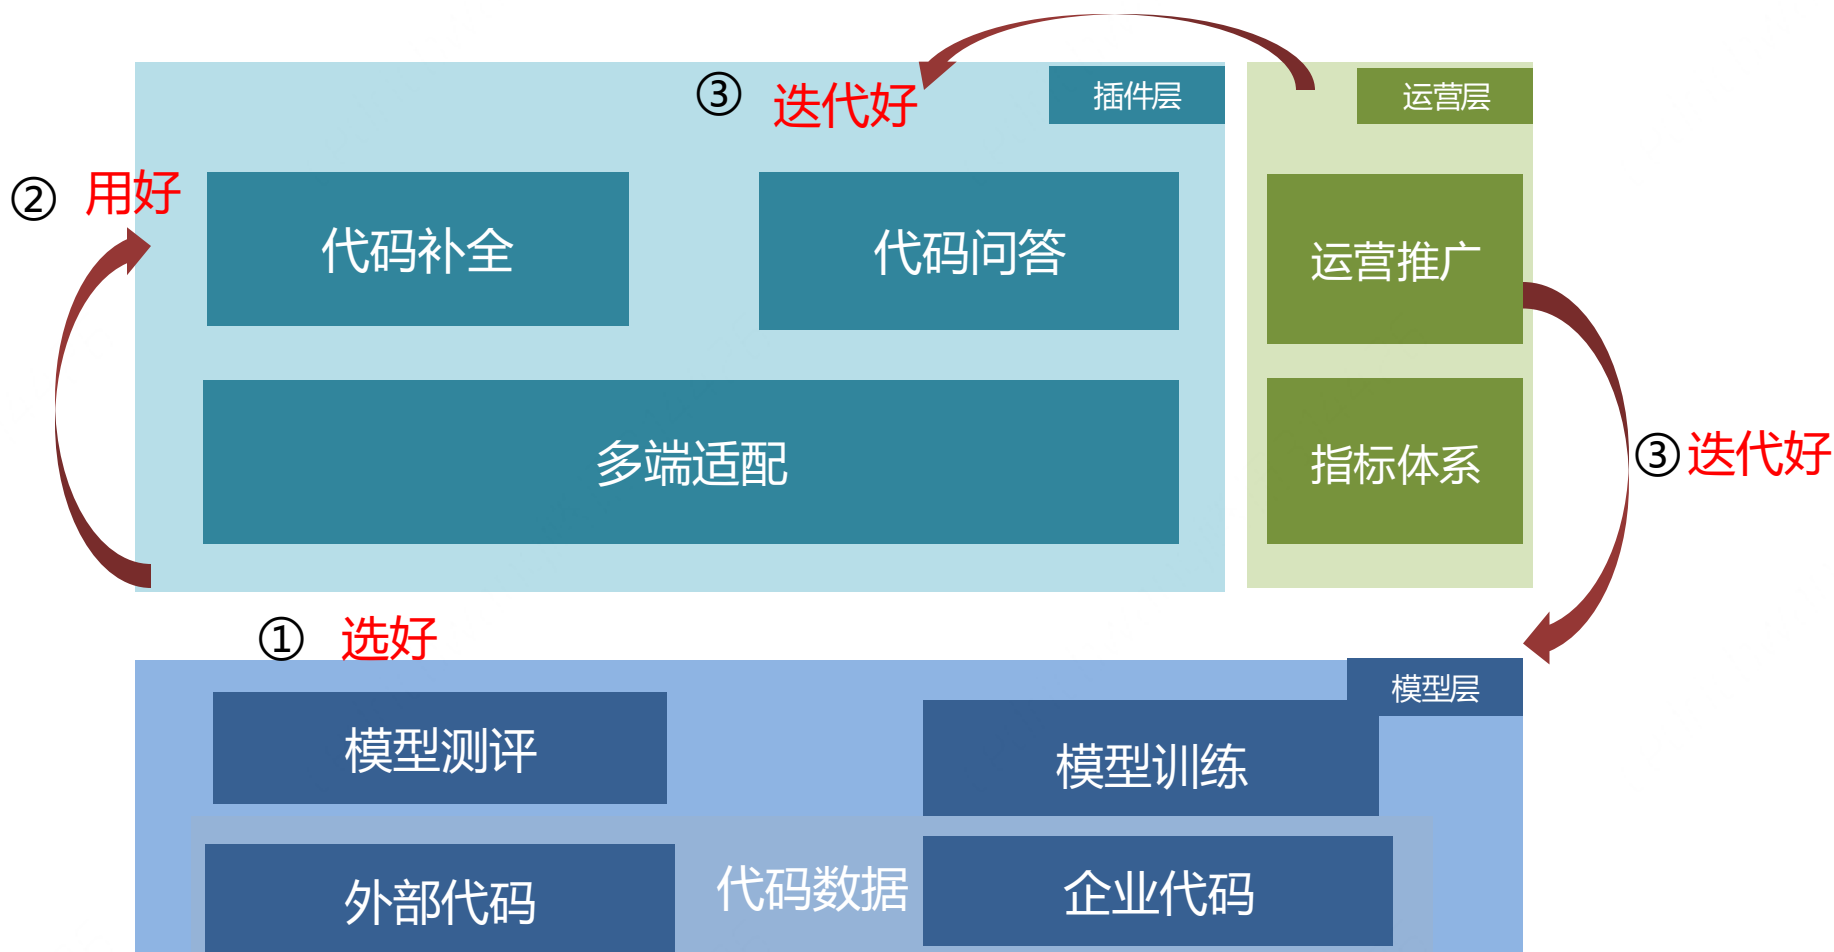 ③ 迭代好
插件层
运营层
② 用好
代码补全
代码问答
运营推广
多端适配
指标体系
③迭代好
① 选好
模型层
模型测评
模型训练
外部代码
代码数据
企业代码